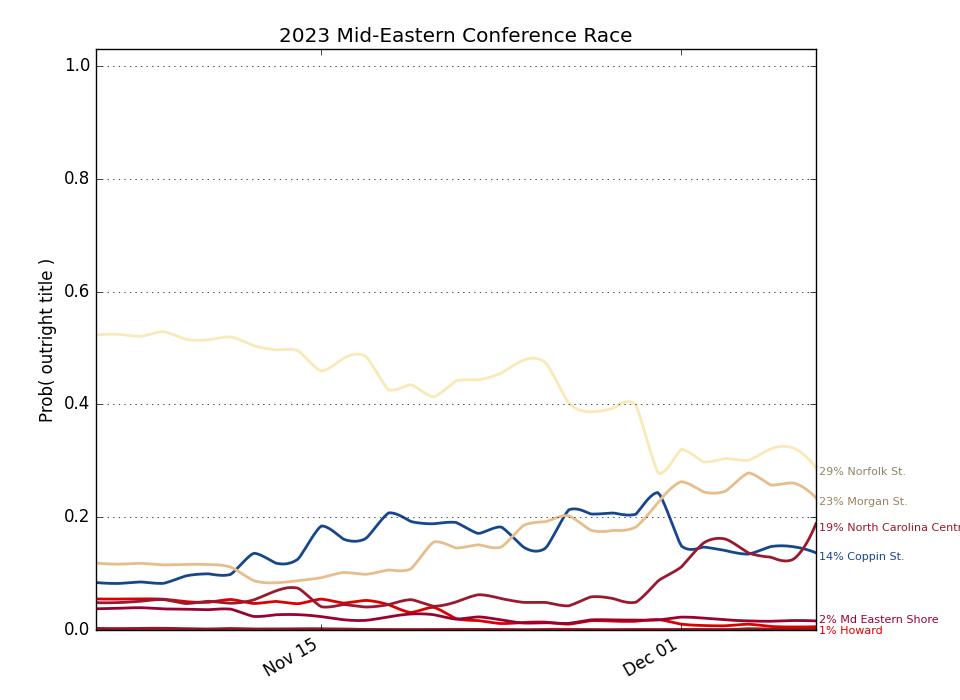 2023 Mid-Eastern Conference Race
1.0
0.8
0.6
0.4
0.2
0.0
Prob( outright title )
Nov 15
Dec 01
29% Norfolk St.
23% Morgan St.
19% North Carolina Centr
14% Coppin St.
2% Md Eastern Shore
1% Howard